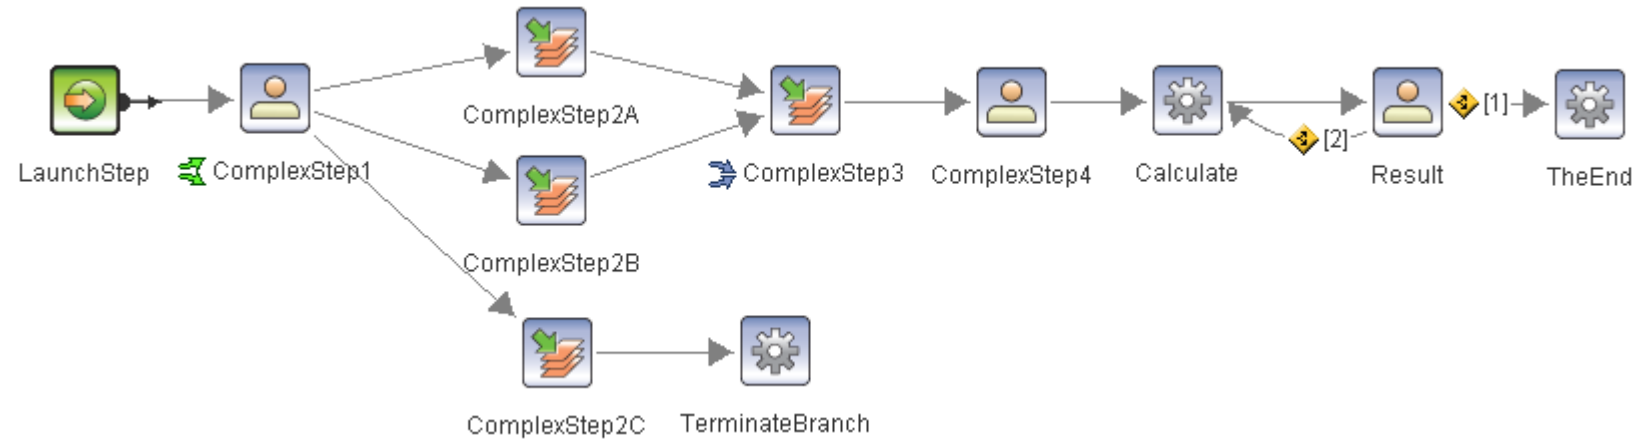 ComplexStep2A
[1]
[2]
LaunchStep
ComplexStep1
ComplexStep3
ComplexStep4
Calculate
Result
TheEnd
ComplexStep2B
ComplexStep2C
TerminateBranch